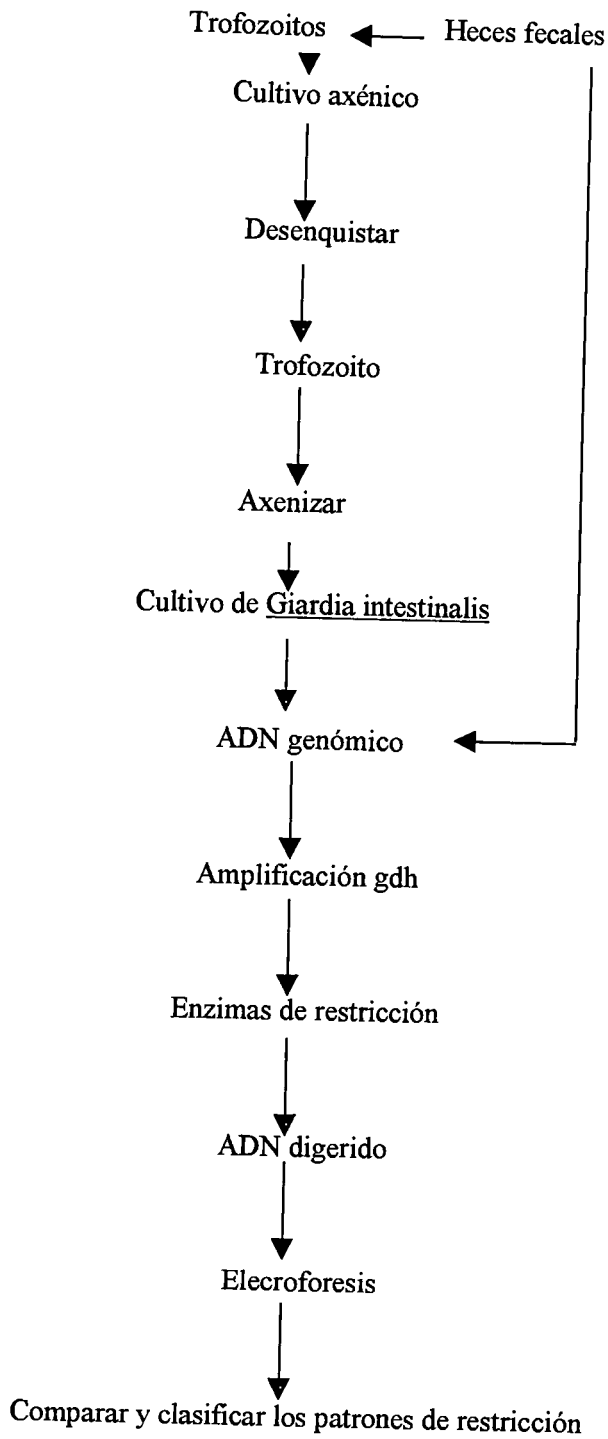 Trofozoitos Heces fecales
Cultivo axénico
Desenquistar
Trofozoito
Axenizar
Cultivo de Giardia intestinalis
ADN genómico
Amplificación gdh
Enzimas de restricción
ADN digerido
Elecroforesis
Comparar y clasificar los patrones de restricción